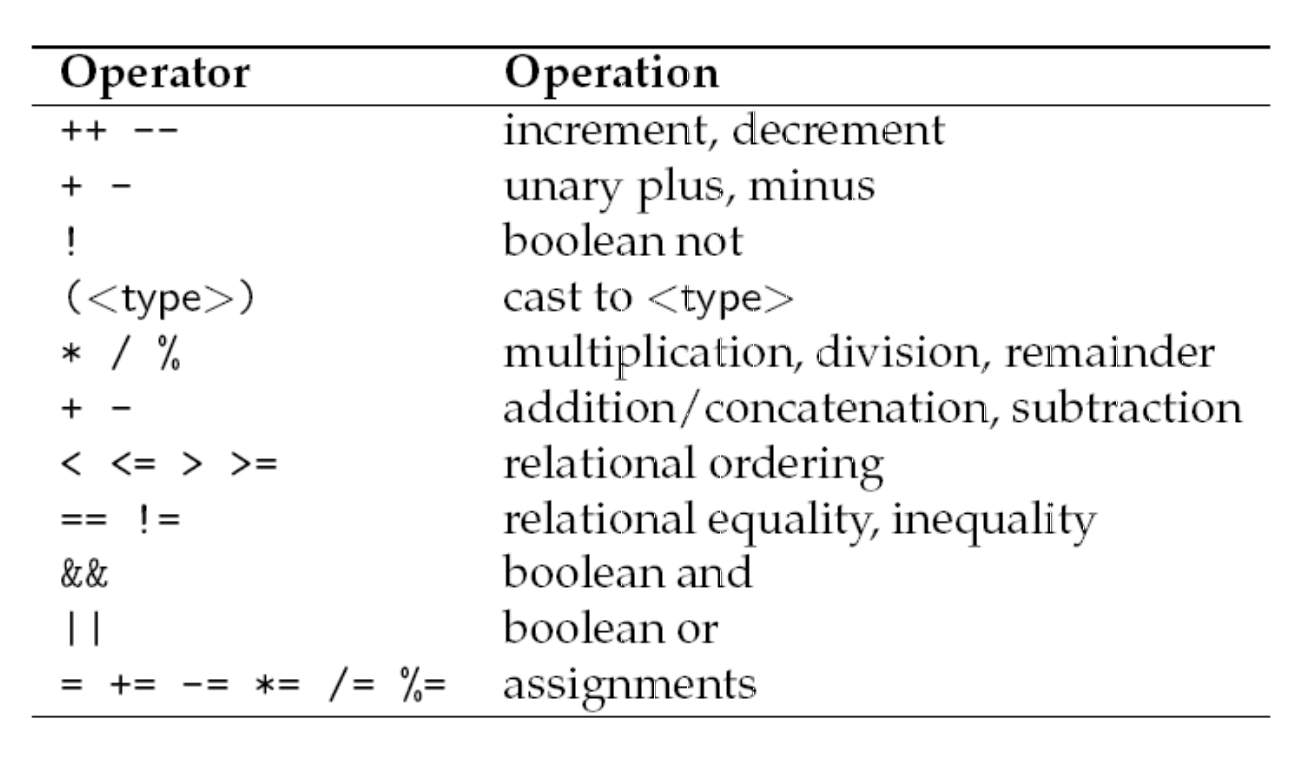 Operator Operation
++ -- increment, decrement
+ - unary plus, minus
! boolean not
(<type>) cast to <type>
* / % multiplication, division, remainder
+ - addition/concatenation, subtraction
< <= > >= relational ordering
== != relational equality, inequality
&& boolean and
|| boolean or
= += -= *= /= %= assignments